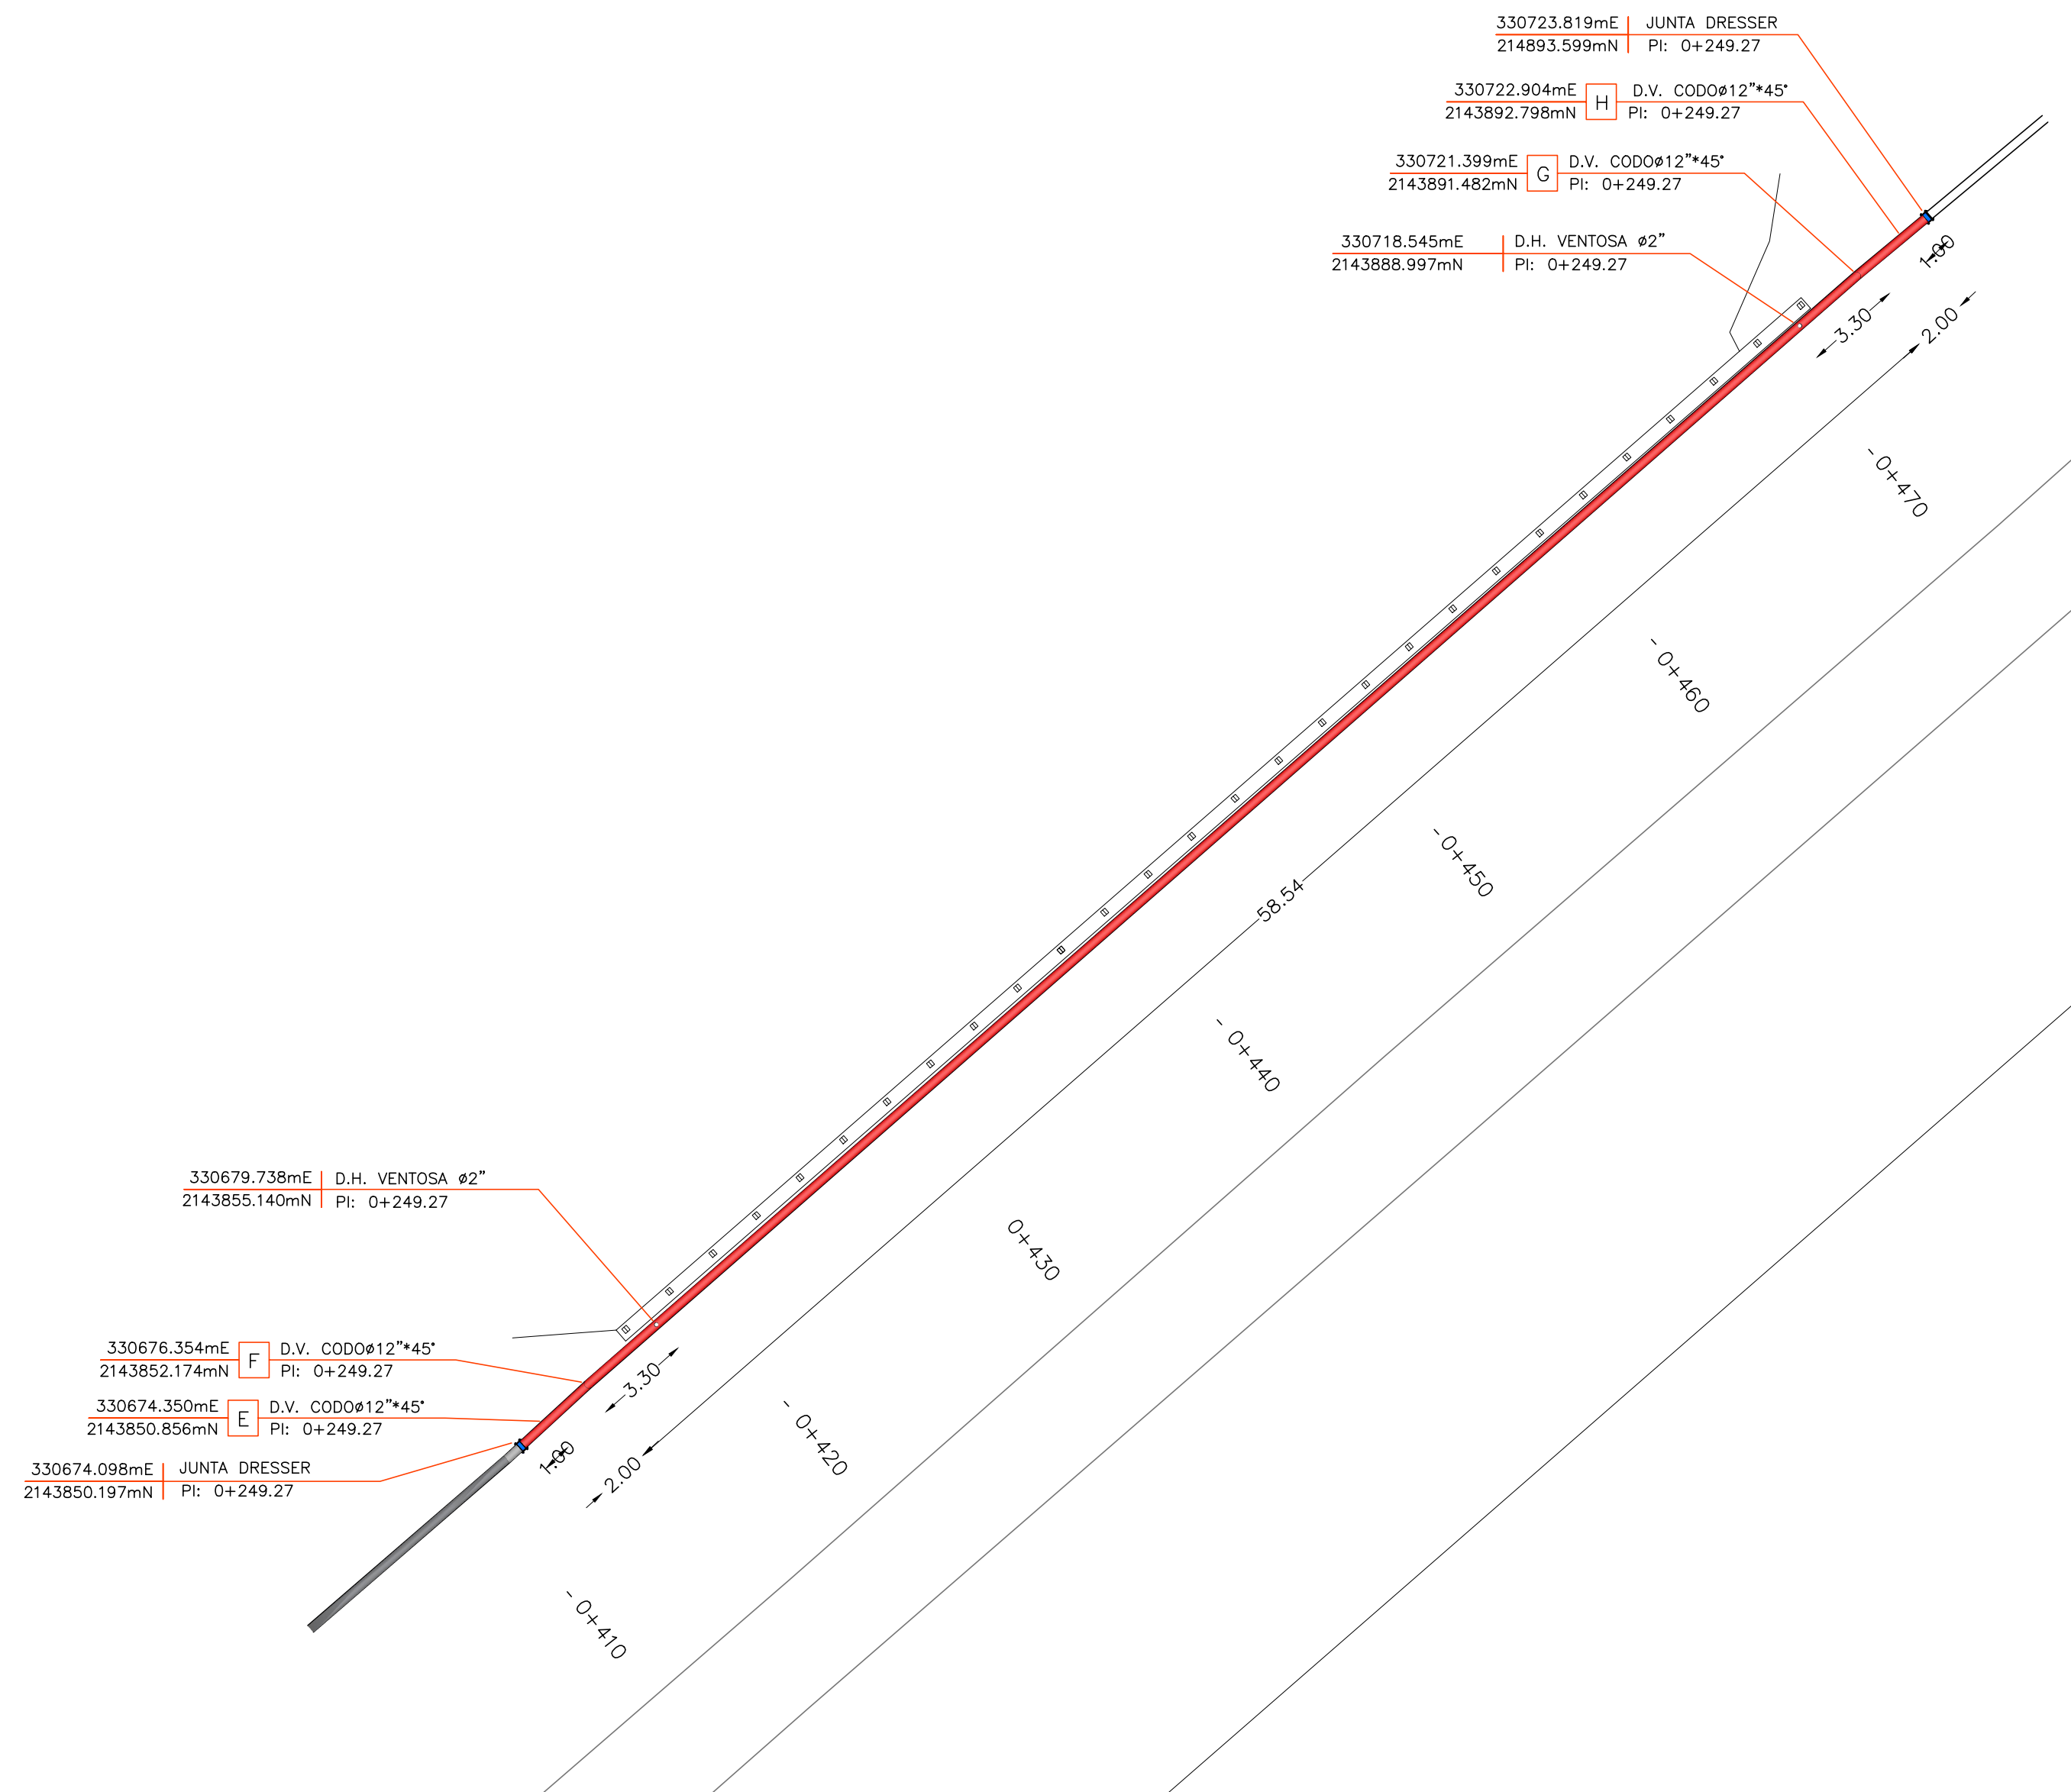 330723.819mE JUNTA DRESSER
214893.599mN PI: 0+249.27
330722.904mE H D.V. CODOø12"*45°
2143892.798mN PI: 0+249.27
330721.399mE G D.V. CODOø12"*45°
2143891.482mN PI: 0+249.27
330718.545mE D.H. VENTOSA ø2"
2143888.997mN PI: 0+249.27
1.00
3.30
2.00
- 0+470
- 0+460
- 0+450
58.54
- 0+440
0+430
330679.738mE D.H. VENTOSA ø2"
2143855.140mN PI: 0+249.27
330676.354mE F D.V. CODOø12"*45°
2143852.174mN PI: 0+249.27
330674.350mE E D.V. CODOø12"*45°
2143850.856mN PI: 0+249.27
330674.098mE JUNTA DRESSER
2143850.197mN PI: 0+249.27
3.30
1.00
2.00
- 0+420
- 0+410